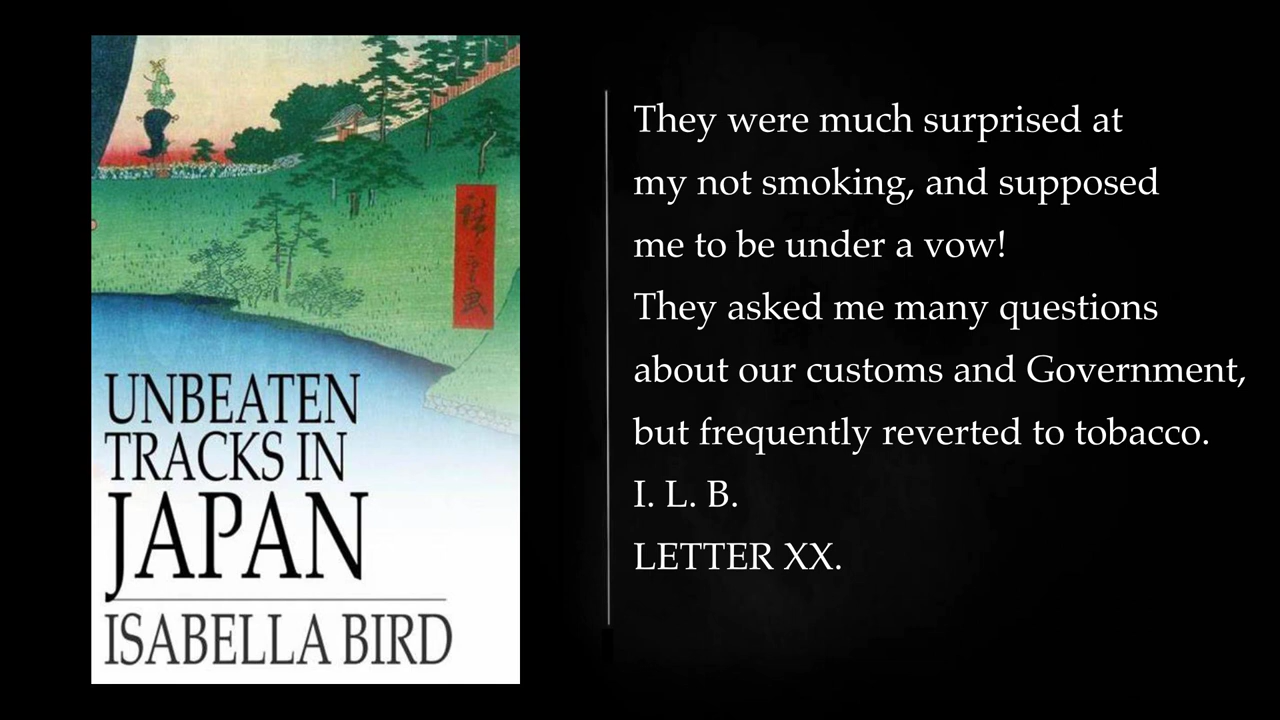 UNBEATEN
TRACKS IN
JAPAN
ISABELLA BIRD
They were much surprised at
my not smoking, and supposed
me to be under a vow!
They asked me many questions
about our customs and Government,
but frequently reverted to tobacco.
I. L. B.
LETTER XX.